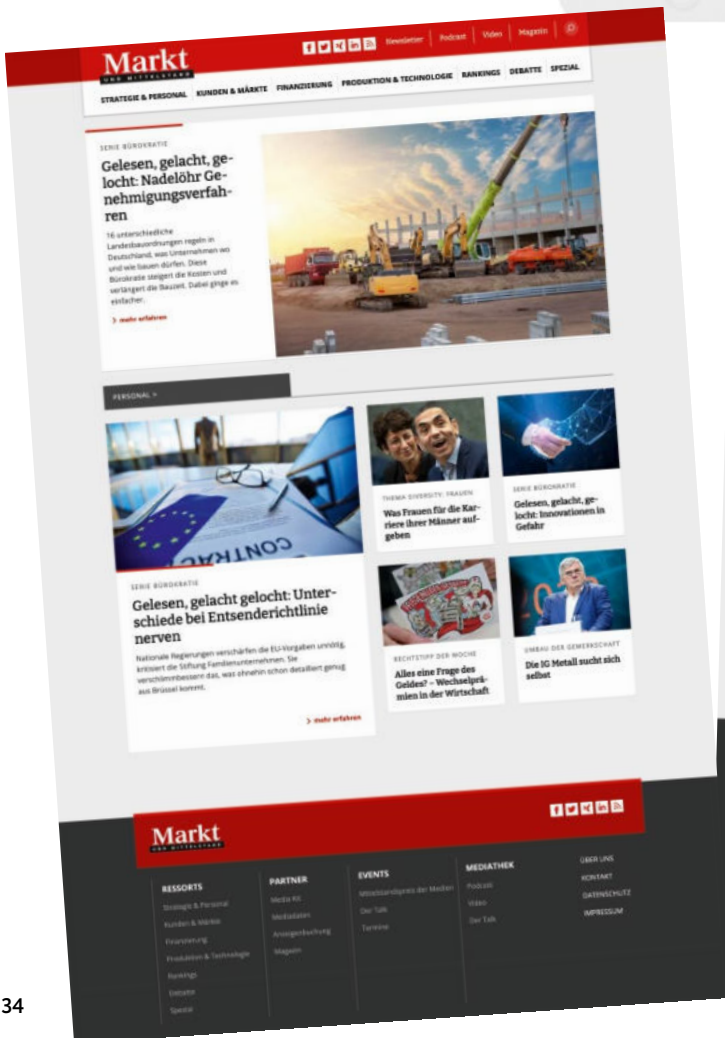 Markt
UND MITTELSTAND
Newsletter
Podcast
Video
Magazin
STRATEGIE & PERSONAL
KUNDEN & MÄRKTE
FINANZIERUNG
PRODUKTION & TECHNOLOGIE
RANKINGS
DEBATTE
SPEZIAL
SERIE BÜROKRATIE
Gelesen, gelacht, ge-
locht: Nadelöhr Ge-
nehmigungsverfah-
ren
16 unterschiedliche
Landesbauordnungen regeln in
Deutschland, was Unternehmen wo
und wie bauen dürfen. Diese
Bürokratie steigert die Kosten und
verlängert die Bauzeit. Dabei ginge es
einfacher.
> mehr erfahren
PERSONAL >
CONTRAC
SERIE BÜROKRATIE
Gelesen, gelacht gelocht: Unter-
schiede bei Entsenderichtlinie
nerven
Nationale Regierungen verschärfen die EU-Vorgaben unnötig,
kritisiert die Stiftung Familienunternehmen. Sie
verschlimmbessern das, was ohnehin schon detailliert genug
aus Brüssel kommt.
> mehr erfahren
THEMA DIVERSITY: FRAUEN
Was Frauen für die Kar-
riere ihrer Männer auf-
geben
SERIE BÜROKRATIE
Gelesen, gelacht, ge-
locht: Innovationen in
Gefahr
RECHTSTIPP DER WOCHE
Alles eine Frage des
Geldes? – Wechselprä-
mien in der Wirtschaft
UMBAU DER GEWERKSCHAFT
Die IG Metall sucht sich
selbst
Markt
UND MITTELSTAND
RESSORTS
Strategie & Personal
Kunden & Märkte
Finanzierung
Produktion & Technologie
Rankings
Debatte
Spezial
PARTNER
Media Kit
Mediadaten
Anzeigenbuchung
Magazin
EVENTS
Mittelstandspreis der Medien
Der Talk
Termine
MEDIATHEK
Podcast
Video
Der Talk
ÜBER UNS
KONTAKT
DATENSCHUTZ
IMPRESSUM
34